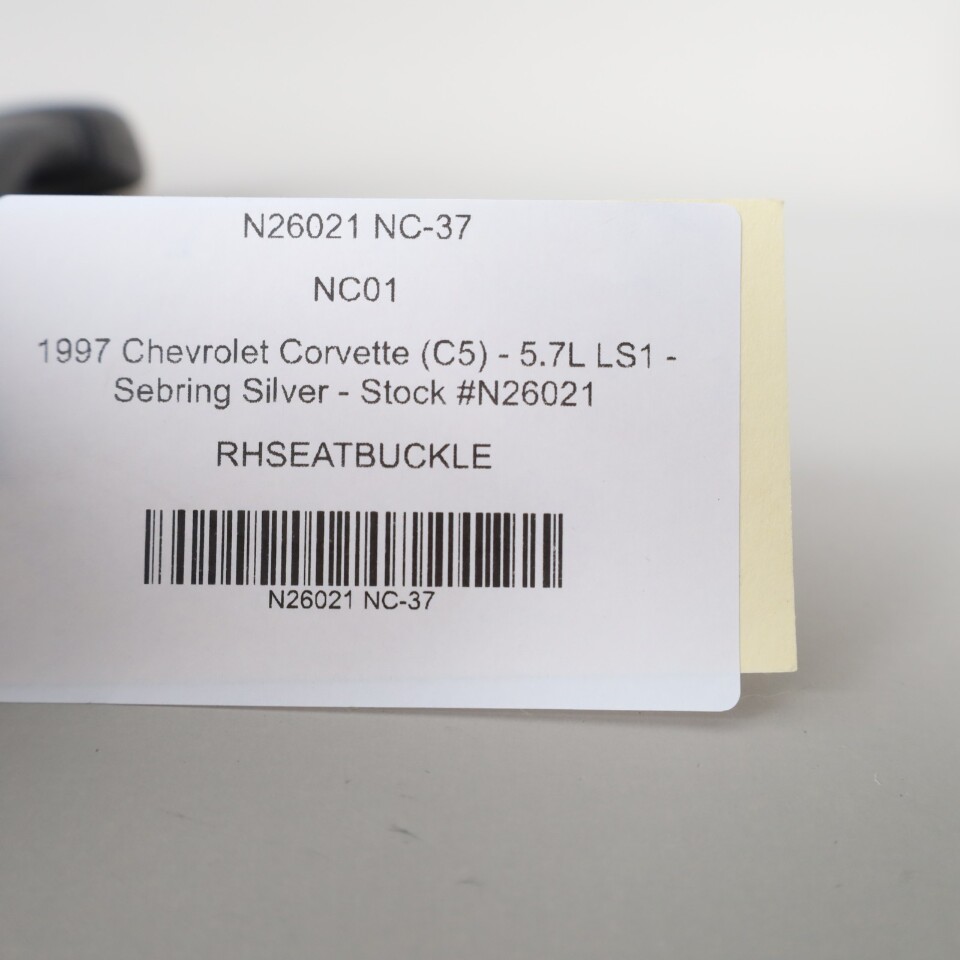 N26021 NC-37
NC01
1997 Chevrolet Corvette (C5) - 5.7L LS1 -
Sebring Silver - Stock #N26021
RHSEATBUCKLE
N26021 NC-37